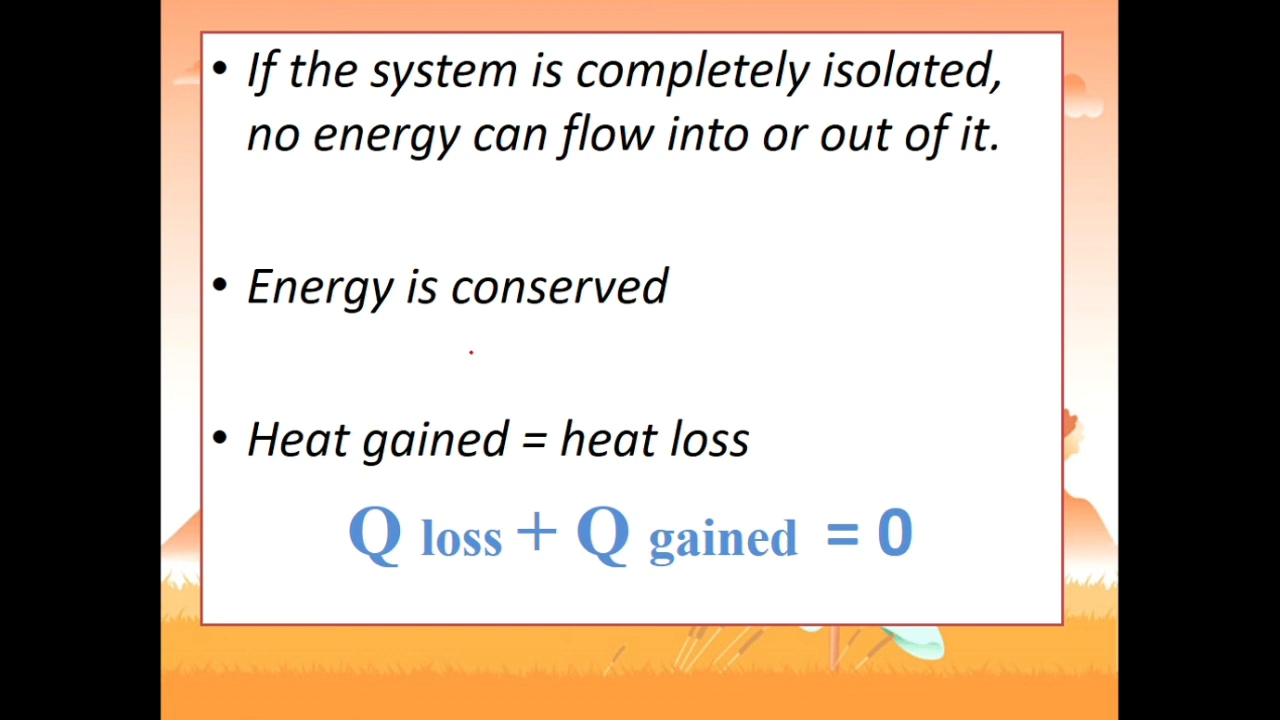 • If the system is completely isolated,
no energy can flow into or out of it.
• Energy is conserved
• Heat gained = heat loss
Q loss + Q gained = 0